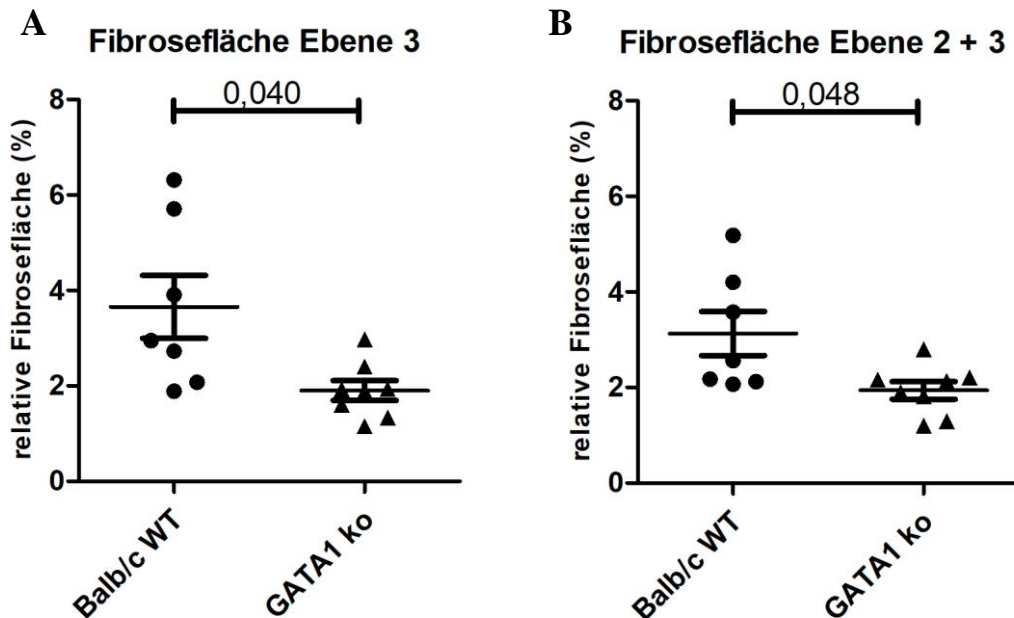 A
Fibrosefläche Ebene 3
0,040
relative Fibrosefläche (%)
8
6
4
2
0
Balb/c WT
GATA1 ko
B
Fibrosefläche Ebene 2 + 3
0,048
relative Fibrosefläche (%)
8
6
4
2
0
Balb/c WT
GATA1 ko